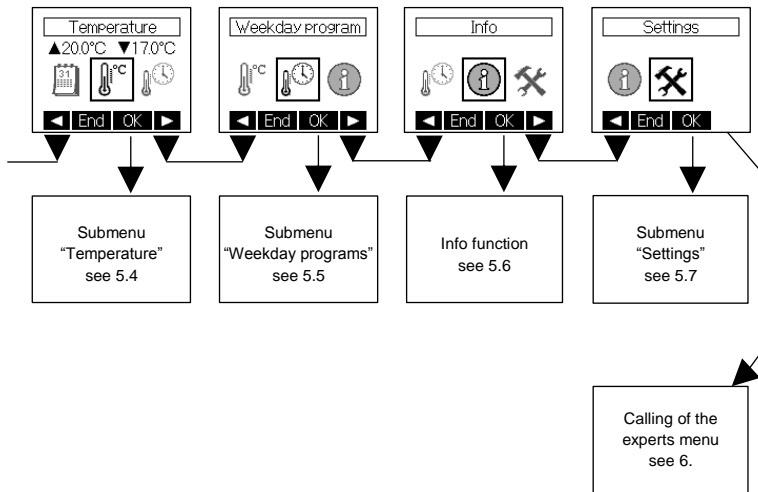 Temperature
▲20.0°C ▼17.0°C
31 °C
◄ End OK ►
Weekday program
°C i
◄ End OK ►
Info
i
◄ End OK ►
Settings
i
◄ End OK
Submenu
“Temperature”
see 5.4
Submenu
“Weekday programs”
see 5.5
Info function
see 5.6
Submenu
“Settings”
see 5.7
Calling of the
experts menu
see 6.